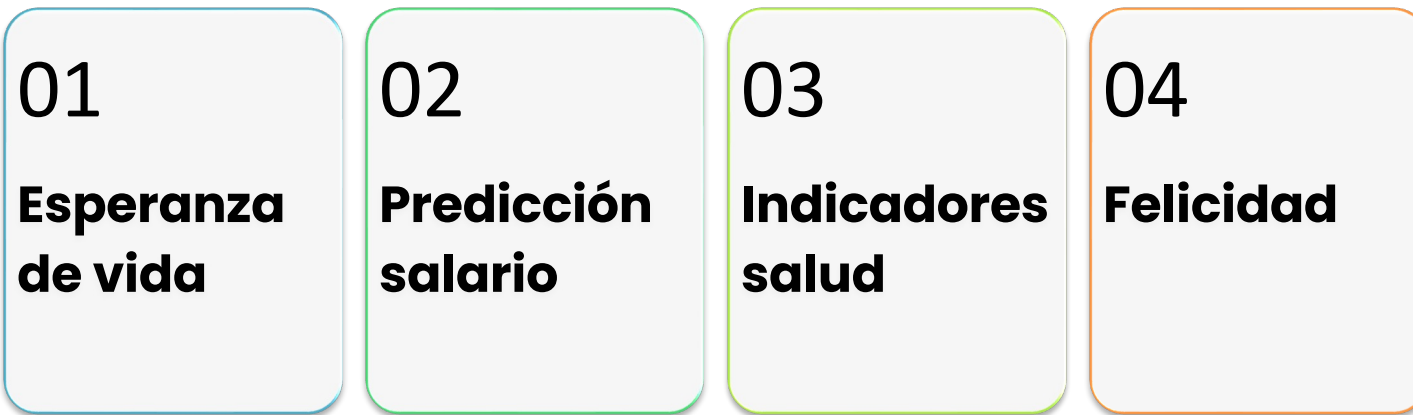 01
Esperanza
de vida
02
Predicción
salario
03
Indicadores
salud
04
Felicidad